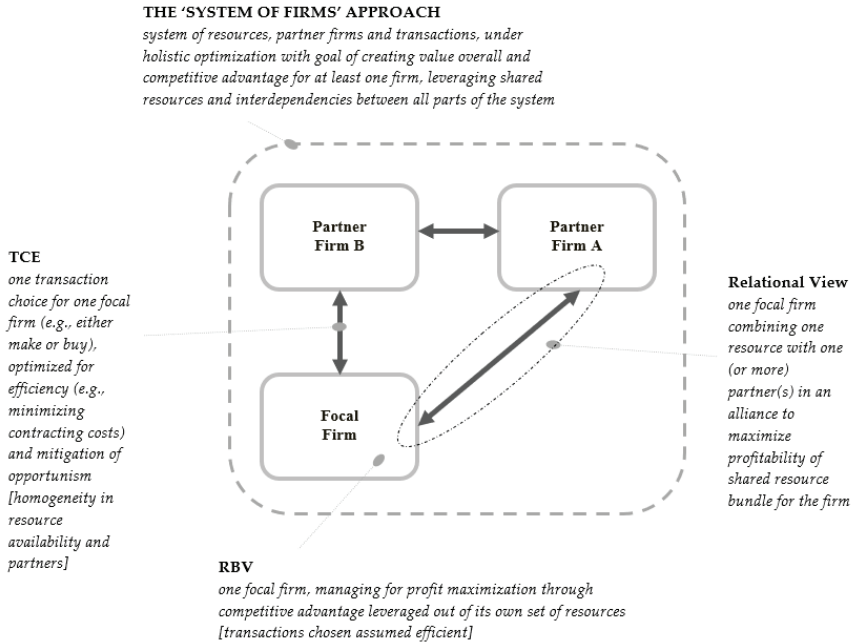 THE ‘SYSTEM OF FIRMS’ APPROACH
system of resources, partner firms and transactions, under
holistic optimization with goal of creating value overall and
competitive advantage for at least one firm, leveraging shared
resources and interdependencies between all parts of the system
Partner
Firm B
Partner
Firm A
TCE
one transaction
choice for one focal
firm (e.g., either
make or buy),
optimized for
efficiency (e.g.,
minimizing
contracting costs)
and mitigation of
opportunism
[homogeneity in
resource
availability and
partners]
Relational View
one focal firm
combining one
resource with one
(or more)
partner(s) in an
alliance to
maximize
profitability of
shared resource
bundle for the firm
Focal
Firm
RBV
one focal firm, managing for profit maximization through
competitive advantage leveraged out of its own set of resources
[transactions chosen assumed efficient]